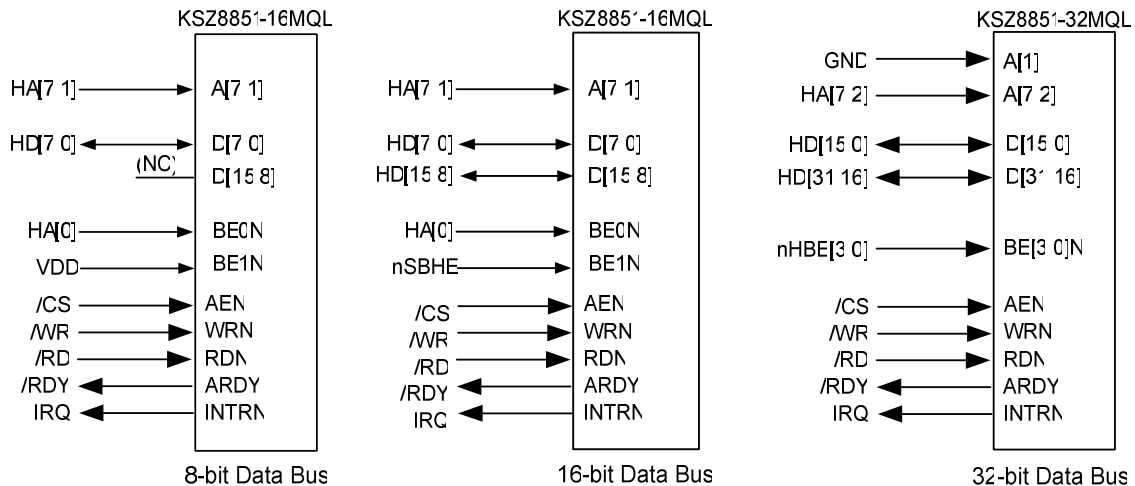 KSZ8851-16MQL
HA[7 1] A[7 1]
HD[7 0] D[7 0]
(NC) D[15 8]
HA[0] BE0N
VDD BE1N
/CS AEN
/WR WRN
/RD RDN
/RDY ARDY
IRQ INTRN
8-bit Data Bus
KSZ8851-16MQL
HA[7 1] A[7 1]
HD[7 0] D[7 0]
HD[15 8] D[15 8]
HA[0] BE0N
nSBHE BE1N
/CS AEN
/WR WRN
/RD RDN
/RDY ARDY
IRQ INTRN
16-bit Data Bus
KSZ8851-32MQL
GND A[1]
HA[7 2] A[7 2]
HD[15 0] D[15 0]
HD[31 16] D[31 16]
nHBE[3 0] BE[3 0]N
/CS AEN
/WR WRN
/RD RDN
/RDY ARDY
IRQ INTRN
32-bit Data Bus